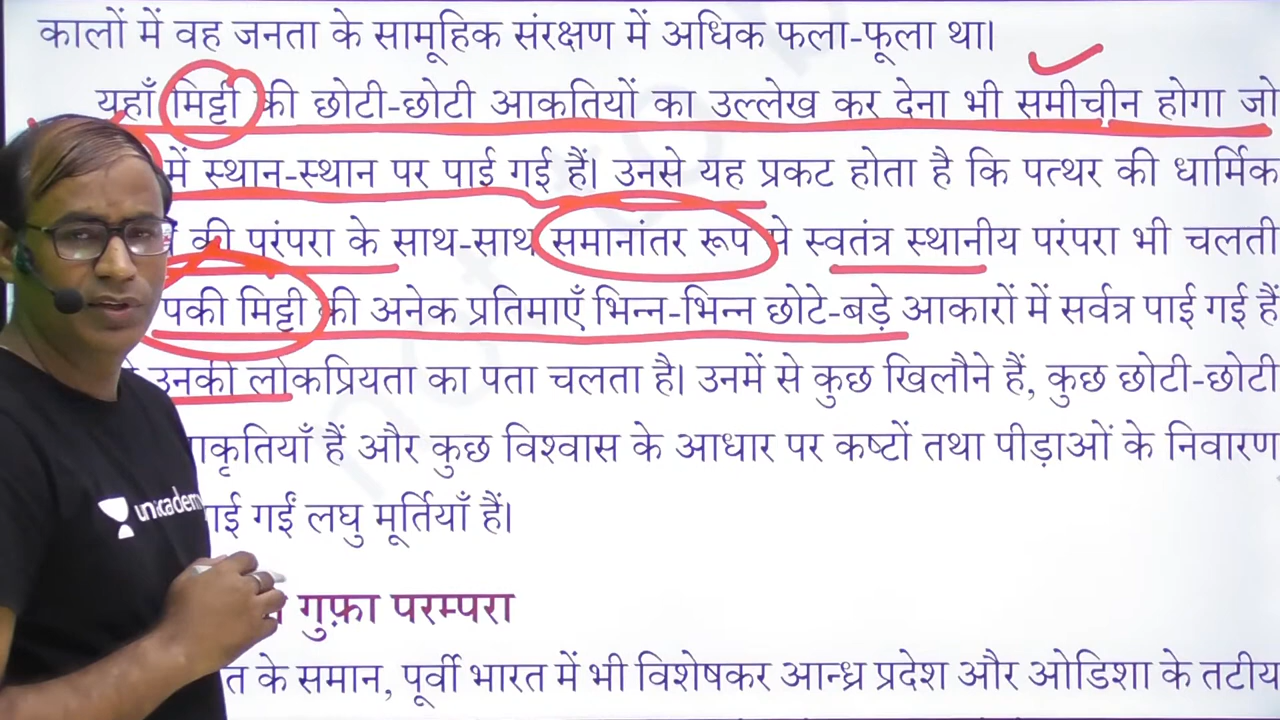 कालों में वह जनता के सामूहिक संरक्षण में अधिक फला-फूला था।
यहाँ मिट्टी की छोटी-छोटी आकतियों का उल्लेख कर देना भी समीचीन होगा जो
में स्थान-स्थान पर पाई गई हैं। उनसे यह प्रकट होता है कि पत्थर की धार्मिक
की परंपरा के साथ-साथ समानांतर रूप से स्वतंत्र स्थानीय परंपरा भी चलती
पकी मिट्टी की अनेक प्रतिमाएँ भिन्न-भिन्न छोटे-बड़े आकारों में सर्वत्र पाई गई हैं
उनकी लोकप्रियता का पता चलता है। उनमें से कुछ खिलौने हैं, कुछ छोटी-छोटी
और कुछ विश्वास के आधार पर कष्टों तथा पीड़ाओं के निवारण
गईं लघु मूर्तियाँ हैं।
unacademy
गुफ़ा परम्परा
के समान, पूर्वी भारत में भी विशेषकर आन्ध्र प्रदेश और ओडिशा के तटीय